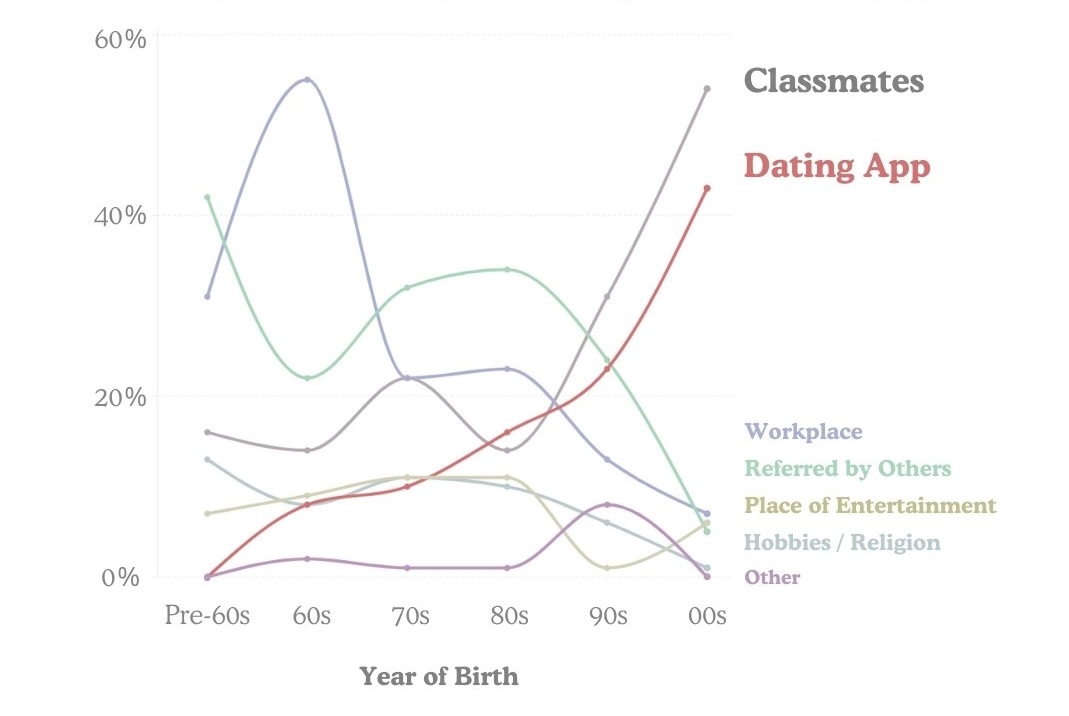 60%
Classmates
Dating App
40%
20%
Workplace
Referred by Others
Place of Entertainment
Hobbies / Religion
Other
0%
Pre-60s 60s 70s 80s 90s 00s
Year of Birth